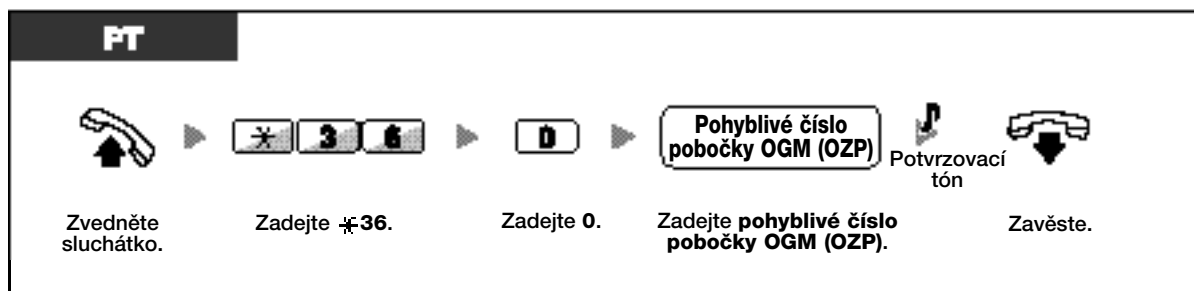 PT
* 3 6
0
Pohyblivé číslo
pobočky OGM (OZP)
Potvrzovací
tón
Zvedněte
sluchátko.
Zadejte *36.
Zadejte 0.
Zadejte pohyblivé číslo
pobočky OGM (OZP).
Zavěste.